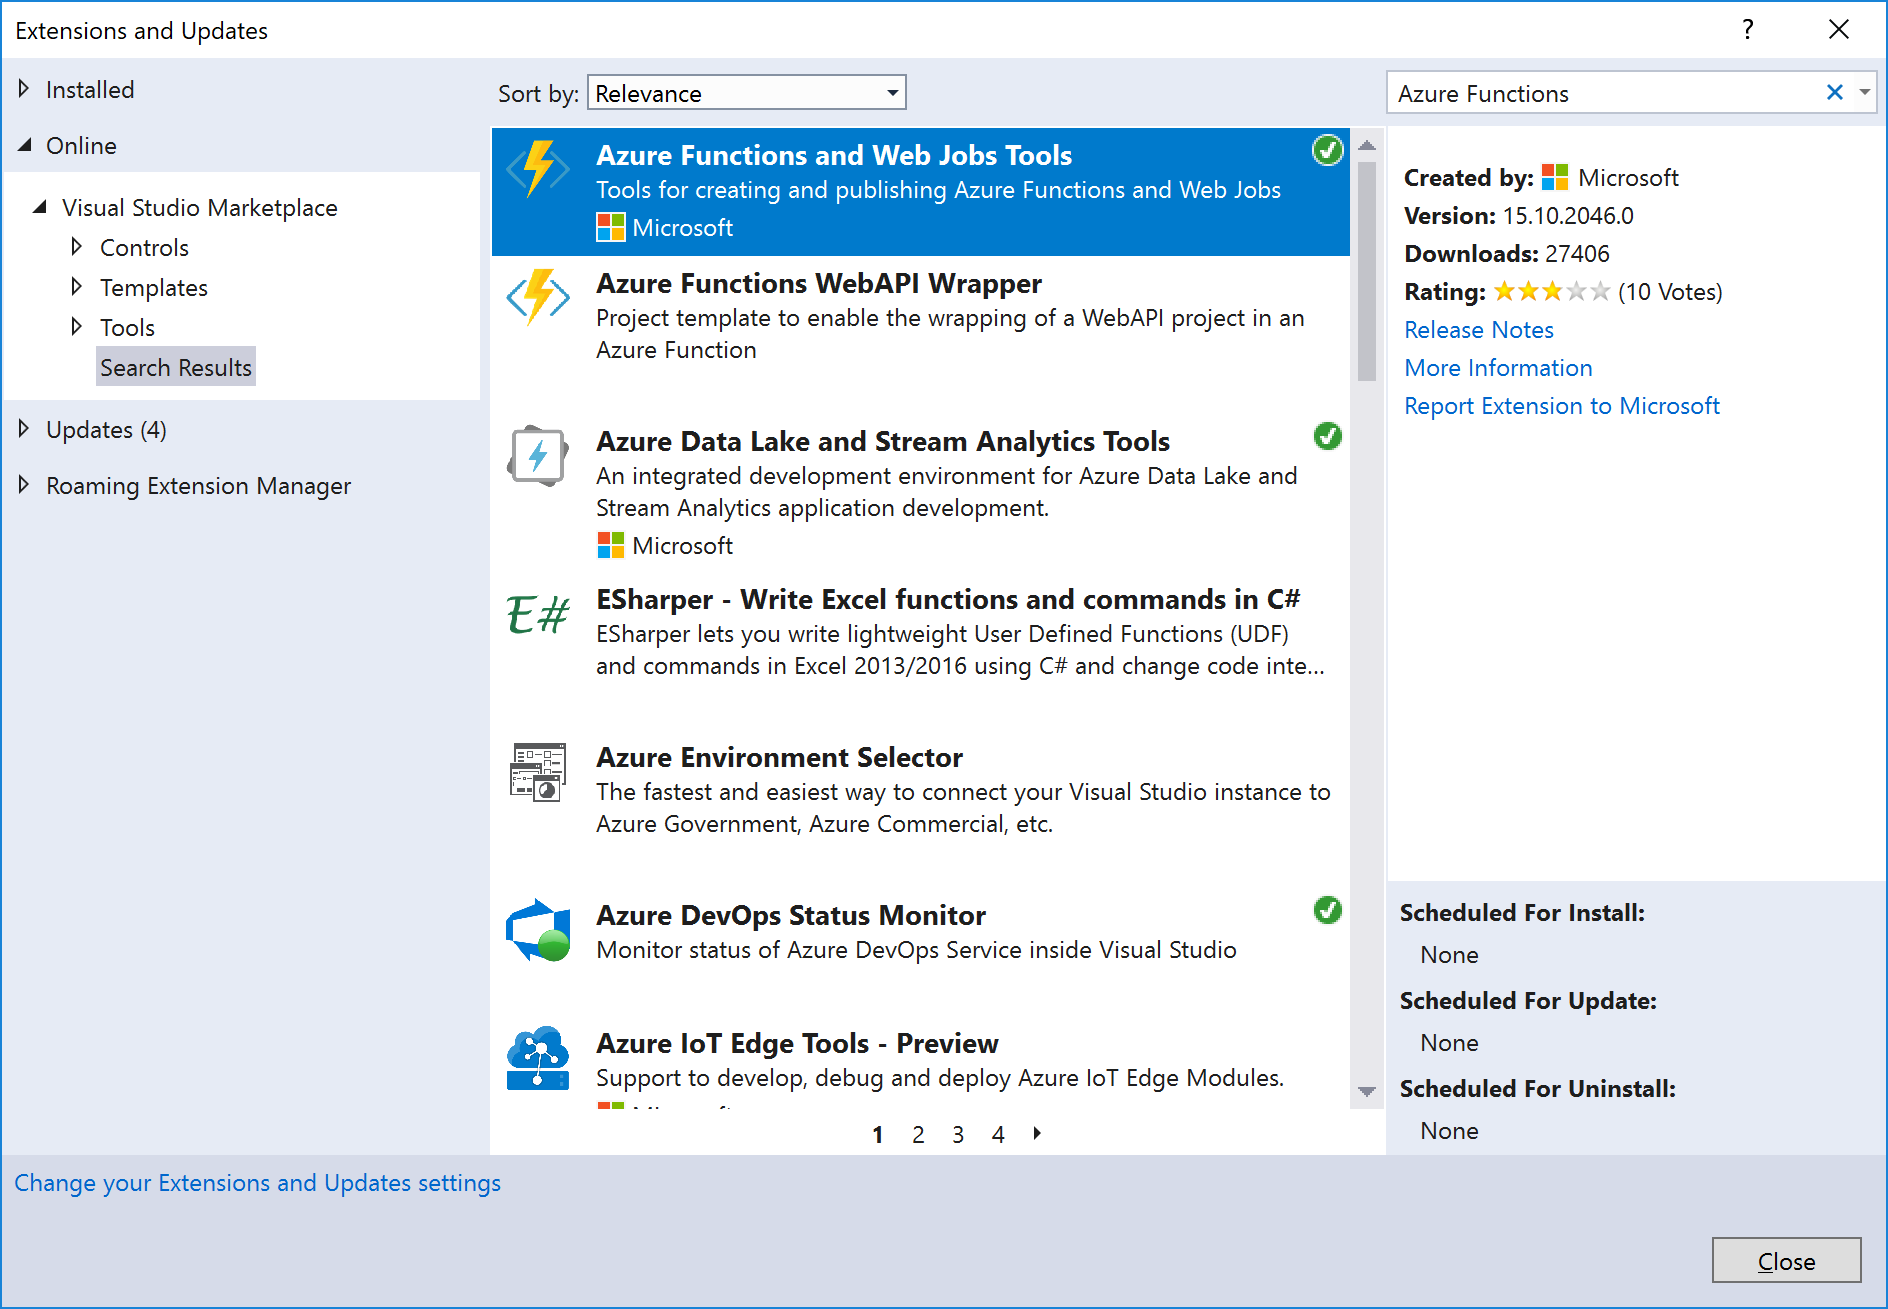 Extensions and Updates
?
Installed
Online
Visual Studio Marketplace
Controls
Templates
Tools
Search Results
Updates (4)
Roaming Extension Manager
Sort by: Relevance
Azure Functions and Web Jobs Tools
Tools for creating and publishing Azure Functions and Web Jobs
Microsoft
Azure Functions WebAPI Wrapper
Project template to enable the wrapping of a WebAPI project in an
Azure Function
Azure Data Lake and Stream Analytics Tools
An integrated development environment for Azure Data Lake and
Stream Analytics application development.
Microsoft
E#
ESharper - Write Excel functions and commands in C#
ESharper lets you write lightweight User Defined Functions (UDF)
and commands in Excel 2013/2016 using C# and change code inte...
Azure Environment Selector
The fastest and easiest way to connect your Visual Studio instance to
Azure Government, Azure Commercial, etc.
Azure DevOps Status Monitor
Monitor status of Azure DevOps Service inside Visual Studio
Azure IoT Edge Tools - Preview
Support to develop, debug and deploy Azure IoT Edge Modules.
1 2 3 4
Azure Functions
Created by: Microsoft
Version: 15.10.2046.0
Downloads: 27406
Rating: (10 Votes)
Release Notes
More Information
Report Extension to Microsoft
Scheduled For Install:
None
Scheduled For Update:
None
Scheduled For Uninstall:
None
Change your Extensions and Updates settings
Close